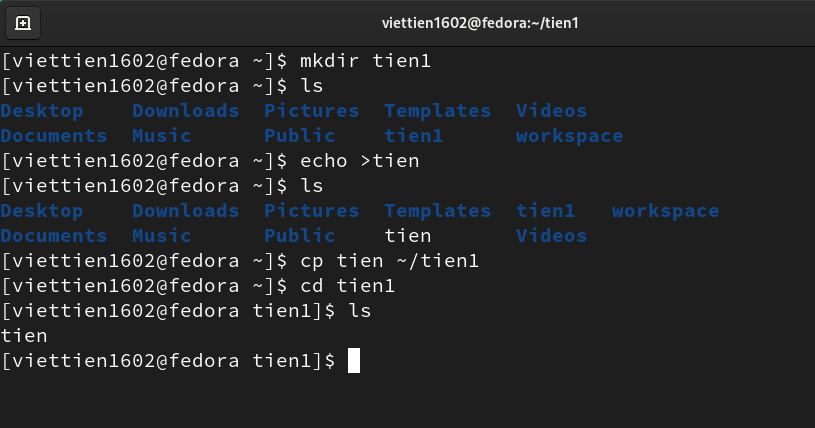 viettien1602@fedora:~/tien1
[viettien1602@fedora ~]$ mkdir tien1
[viettien1602@fedora ~]$ ls
Desktop    Downloads  Pictures  Templates  Videos
Documents  Music      Public    tien1      workspace
[viettien1602@fedora ~]$ echo >tien
[viettien1602@fedora ~]$ ls
Desktop    Downloads  Pictures  Templates  tien1   workspace
Documents  Music      Public    tien       Videos
[viettien1602@fedora ~]$ cp tien ~/tien1
[viettien1602@fedora ~]$ cd tien1
[viettien1602@fedora tien1]$ ls
tien
[viettien1602@fedora tien1]$